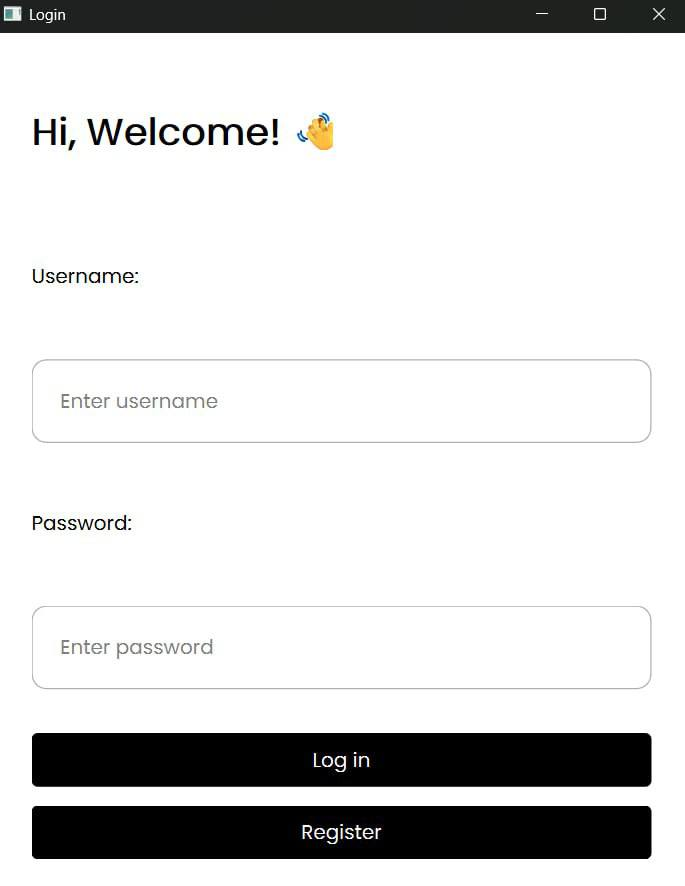 Login
Hi, Welcome! 👋
Username:
Enter username
Password:
Enter password
Log in
Register